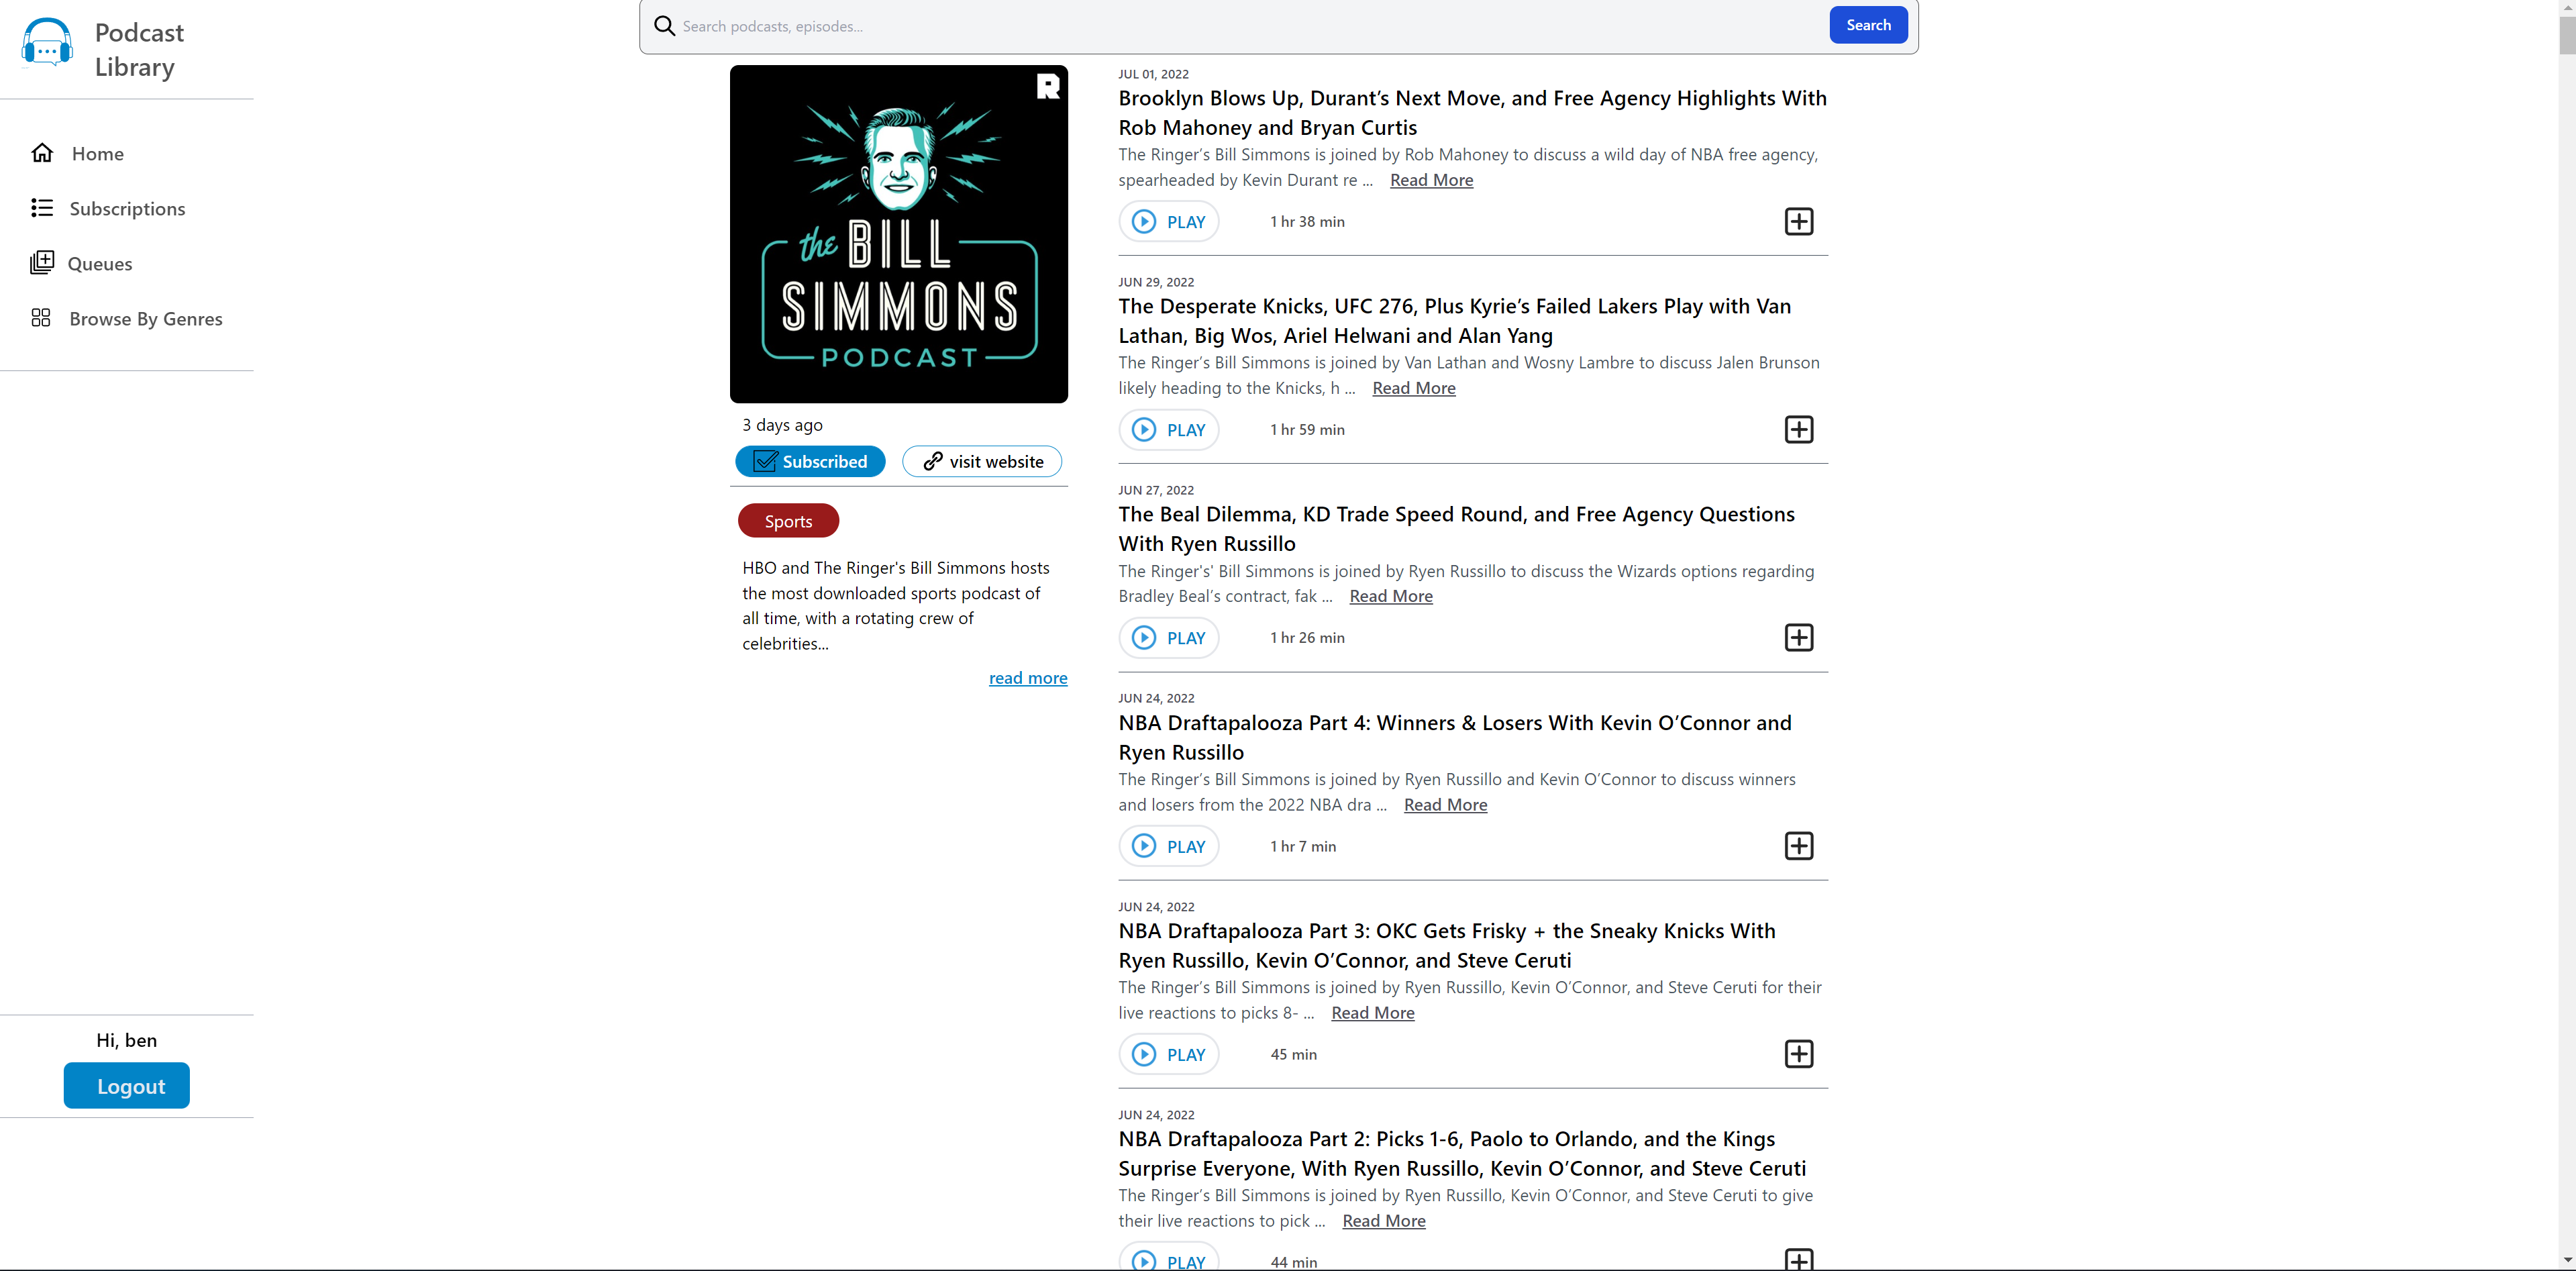 Podcast
Library
Home
Subscriptions
Queues
Browse By Genres
Hi, ben
Logout
Search podcasts, episodes...
Search
R
the BILL
SIMMONS
PODCAST
3 days ago
Subscribed
visit website
Sports
HBO and The Ringer's Bill Simmons hosts
the most downloaded sports podcast of
all time, with a rotating crew of
celebrities...
read more
JUL 01, 2022
Brooklyn Blows Up, Durant’s Next Move, and Free Agency Highlights With
Rob Mahoney and Bryan Curtis
The Ringer’s Bill Simmons is joined by Rob Mahoney to discuss a wild day of NBA free agency,
spearheaded by Kevin Durant re ... Read More
PLAY 1 hr 38 min
JUN 29, 2022
The Desperate Knicks, UFC 276, Plus Kyrie’s Failed Lakers Play with Van
Lathan, Big Wos, Ariel Helwani and Alan Yang
The Ringer’s Bill Simmons is joined by Van Lathan and Wosny Lambre to discuss Jalen Brunson
likely heading to the Knicks, h ... Read More
PLAY 1 hr 59 min
JUN 27, 2022
The Beal Dilemma, KD Trade Speed Round, and Free Agency Questions
With Ryen Russillo
The Ringer's' Bill Simmons is joined by Ryen Russillo to discuss the Wizards options regarding
Bradley Beal’s contract, fak ... Read More
PLAY 1 hr 26 min
JUN 24, 2022
NBA Draftapalooza Part 4: Winners & Losers With Kevin O’Connor and
Ryen Russillo
The Ringer’s Bill Simmons is joined by Ryen Russillo and Kevin O’Connor to discuss winners
and losers from the 2022 NBA dra ... Read More
PLAY 1 hr 7 min
JUN 24, 2022
NBA Draftapalooza Part 3: OKC Gets Frisky + the Sneaky Knicks With
Ryen Russillo, Kevin O’Connor, and Steve Ceruti
The Ringer’s Bill Simmons is joined by Ryen Russillo, Kevin O’Connor, and Steve Ceruti for their
live reactions to picks 8- ... Read More
PLAY 45 min
JUN 24, 2022
NBA Draftapalooza Part 2: Picks 1-6, Paolo to Orlando, and the Kings
Surprise Everyone, With Ryen Russillo, Kevin O’Connor, and Steve Ceruti
The Ringer’s Bill Simmons is joined by Ryen Russillo, Kevin O’Connor, and Steve Ceruti to give
their live reactions to pick ... Read More
PLAY 44 min